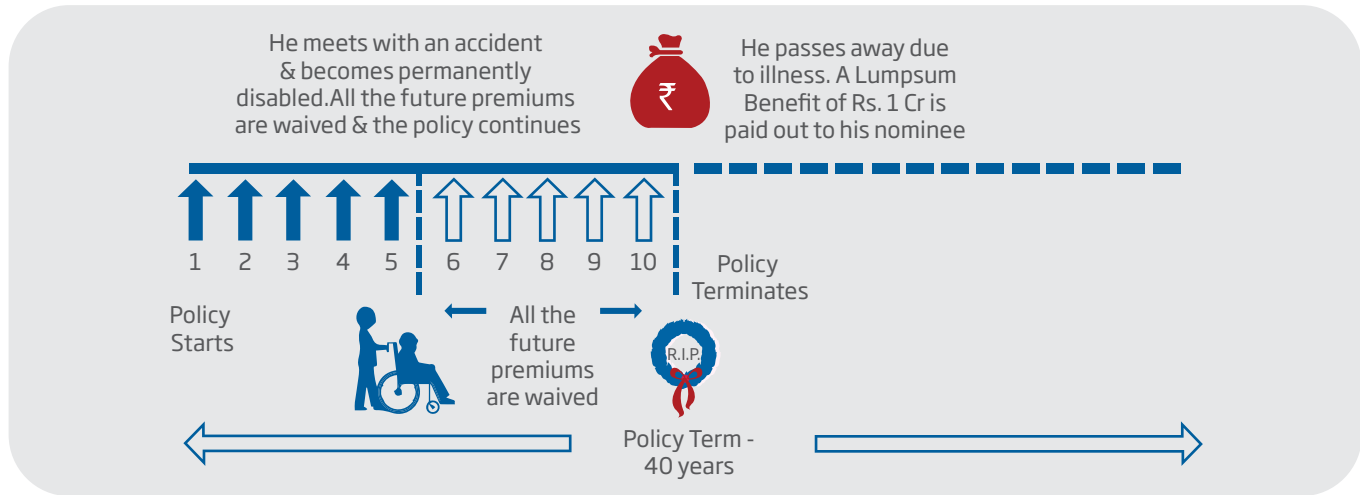 He meets with an accident
& becomes permanently
disabled.All the future premiums
are waived & the policy continues
₹
He passes away due
to illness. A Lumpsum
Benefit of Rs. 1 Cr is
paid out to his nominee
1 2 3 4 5 6 7 8 9 10
Policy
Terminates
Policy
Starts
All the
future
premiums
are waived
R.I.P.
Policy Term -
40 years